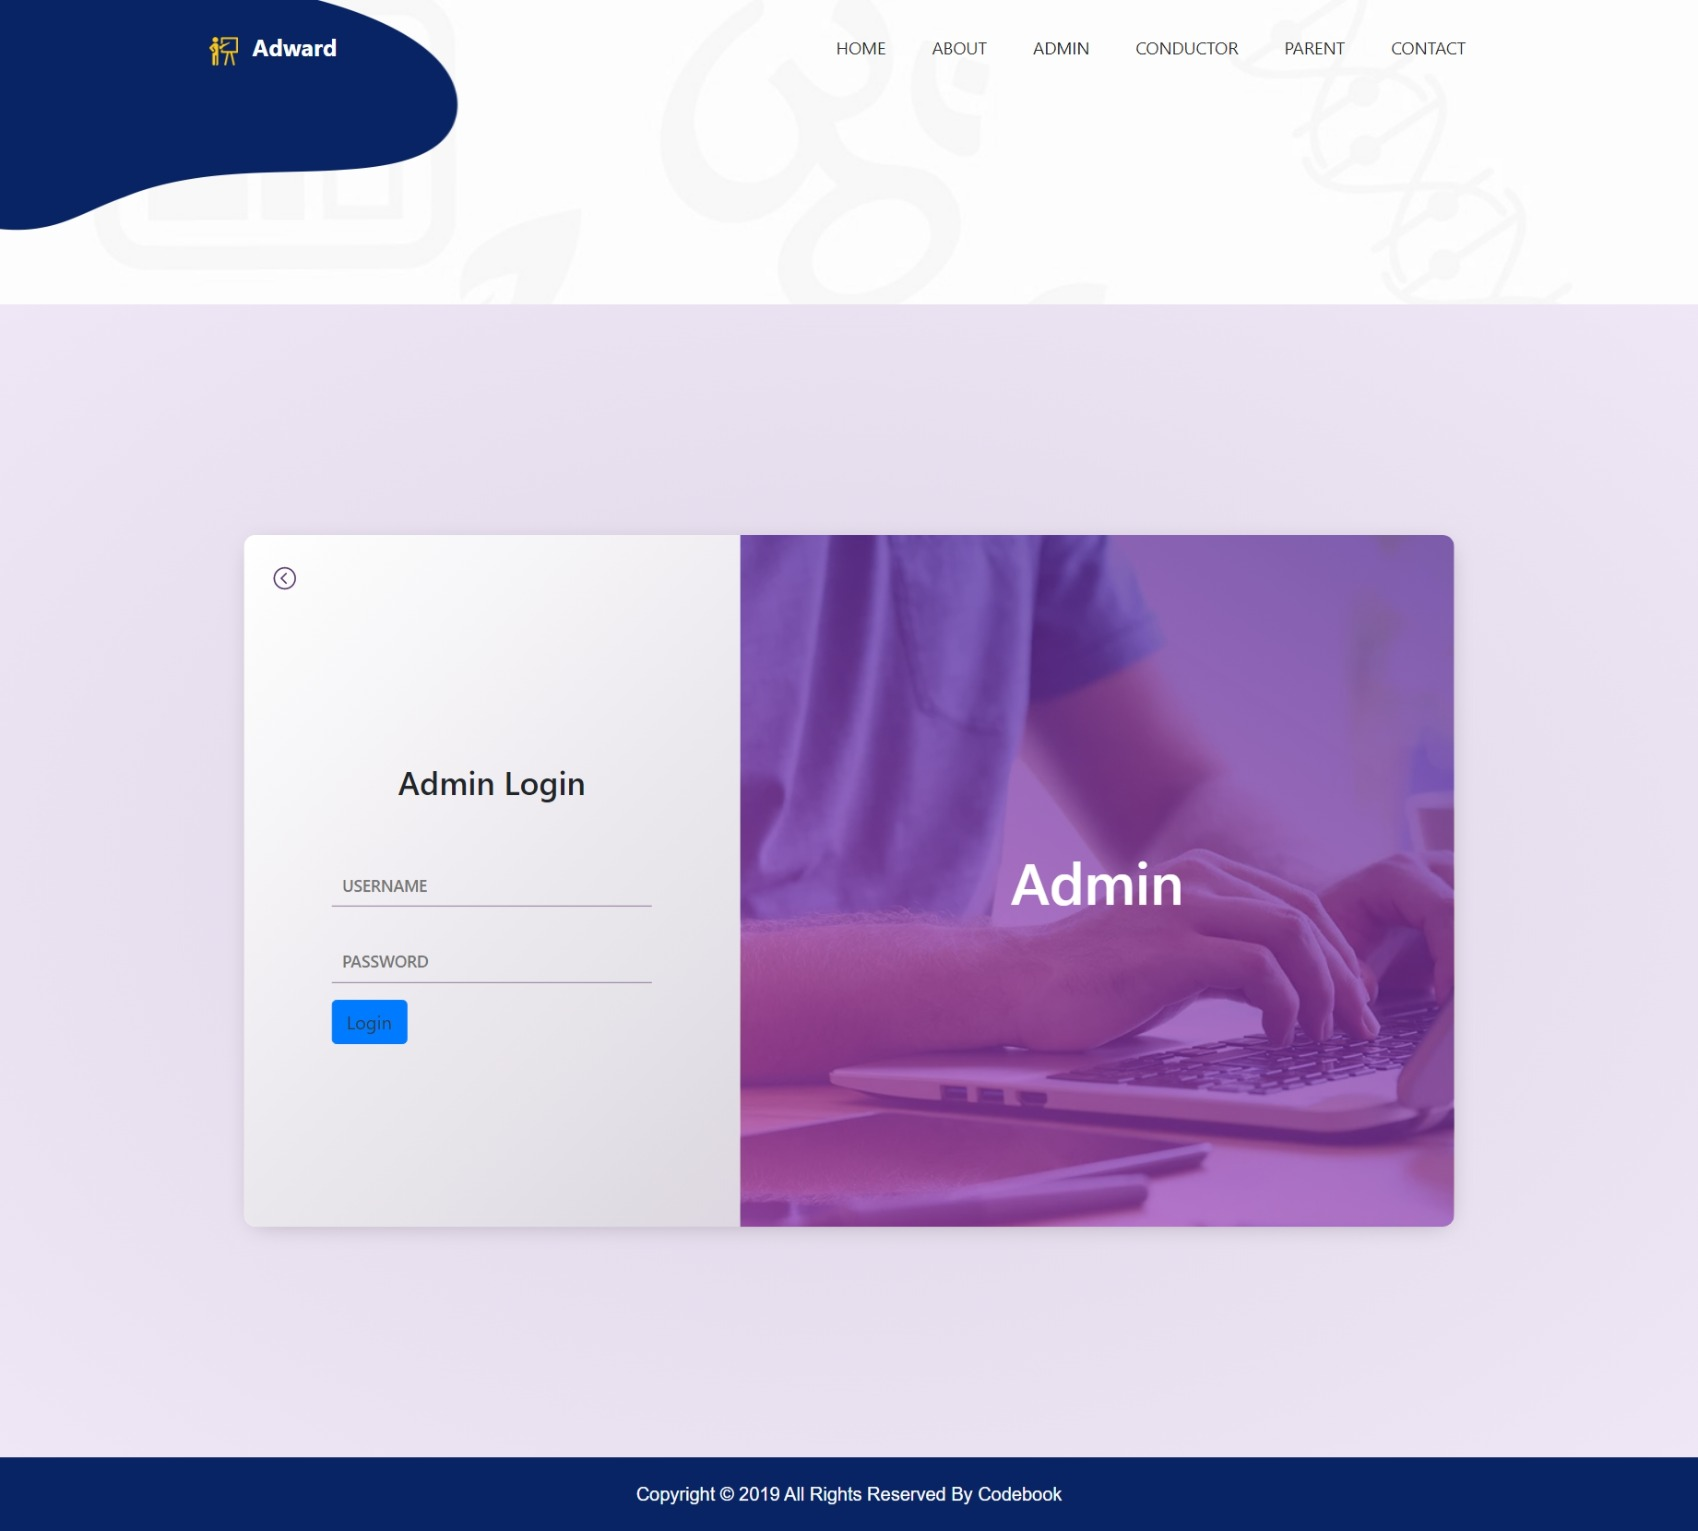 Adward
HOME ABOUT ADMIN CONDUCTOR PARENT CONTACT
Admin Login
USERNAME
PASSWORD
Login
Admin
Copyright © 2019 All Rights Reserved By Codebook